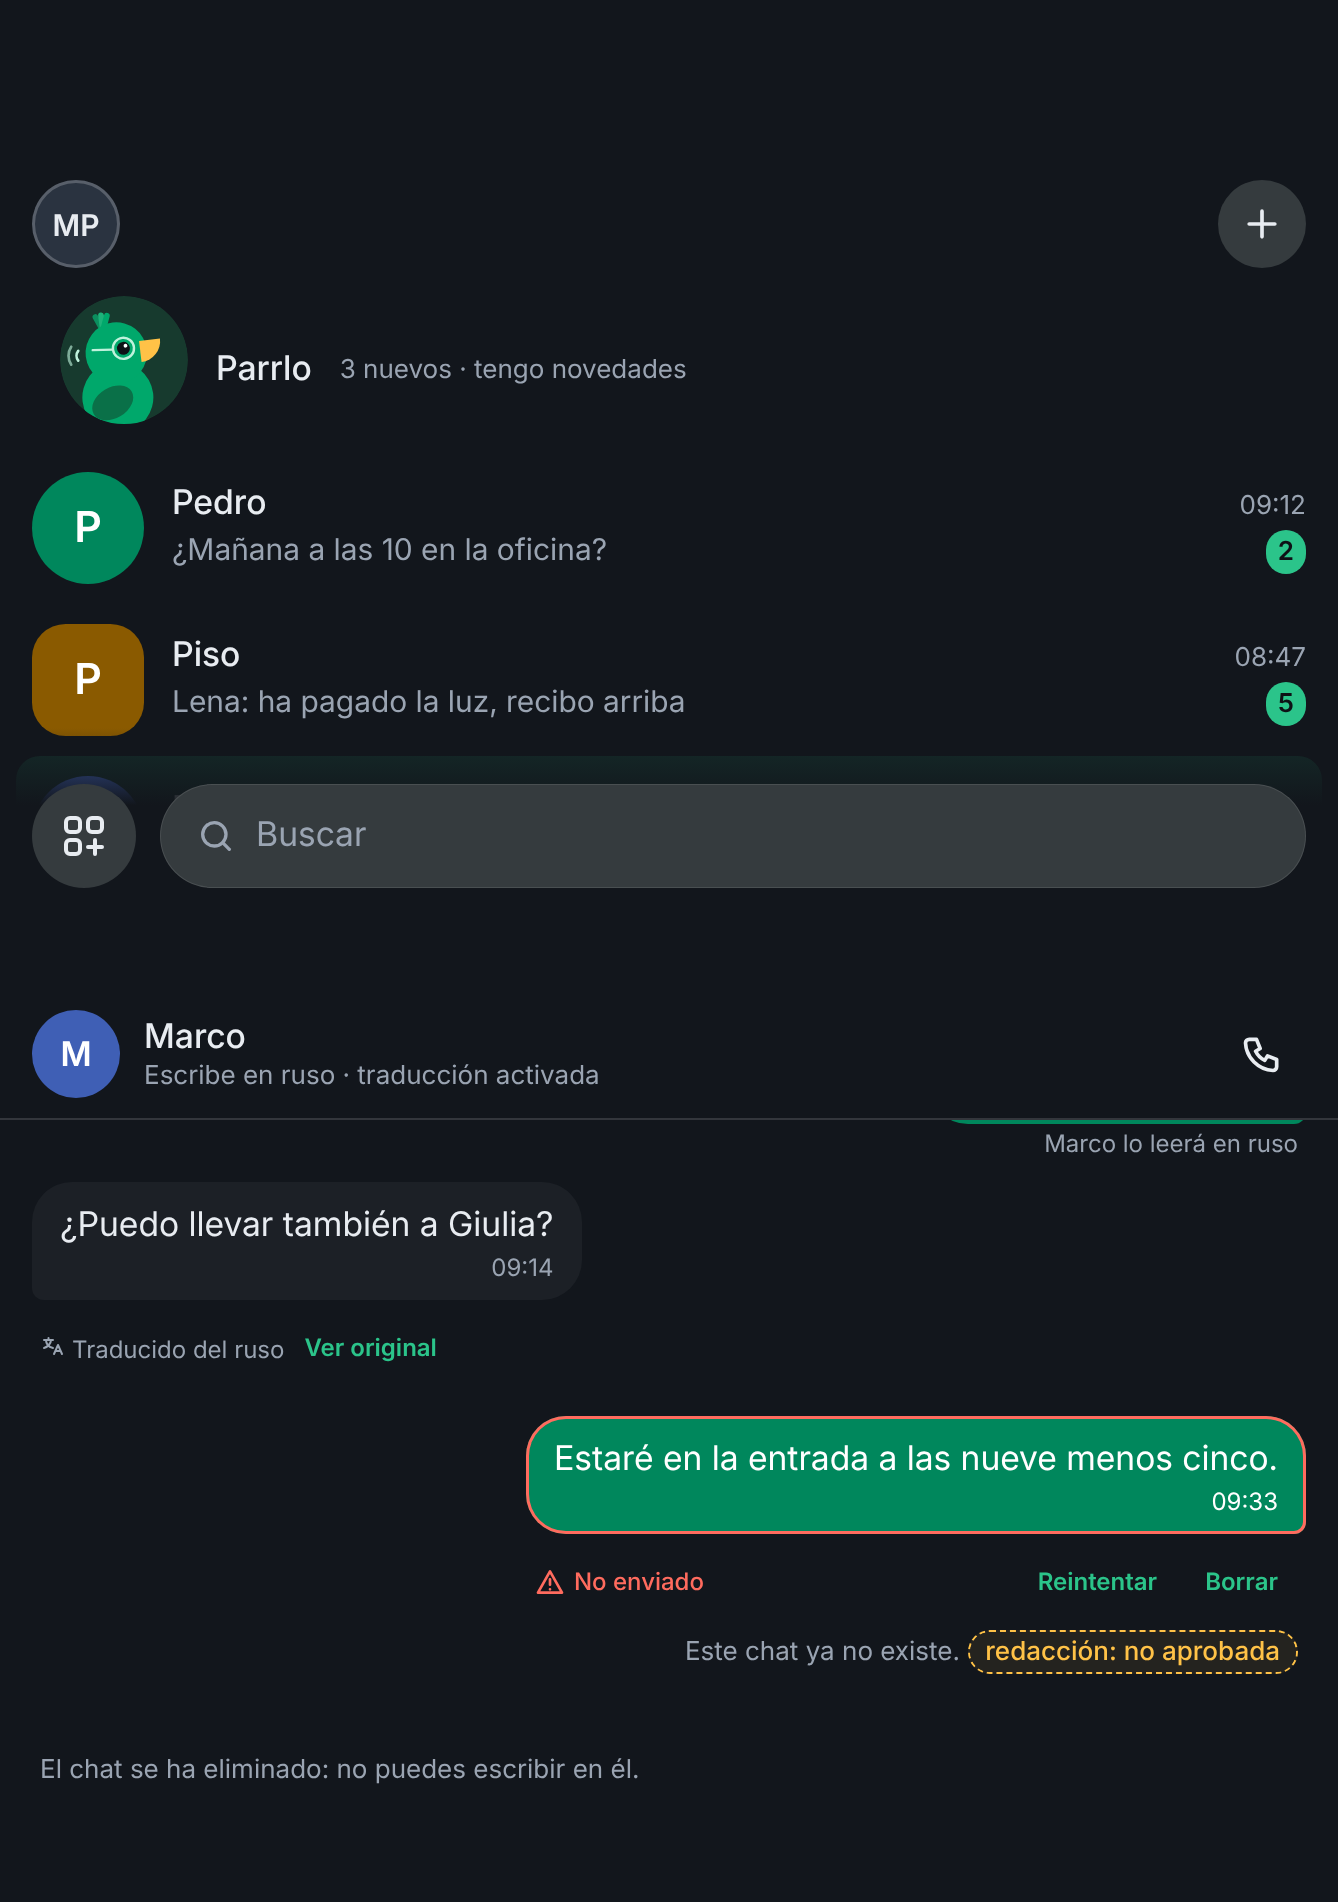 MP
Parrlo 3 nuevos · tengo novedades
P
Pedro 09:12
¿Mañana a las 10 en la oficina? 2
P
Piso 08:47
Lena: ha pagado la luz, recibo arriba 5
Buscar
M
Marco
Escribe en ruso · traducción activada
Marco lo leerá en ruso
¿Puedo llevar también a Giulia?
09:14
Traducido del ruso Ver original
Estaré en la entrada a las nueve menos cinco.
09:33
No enviado Reintentar Borrar
Este chat ya no existe. redacción: no aprobada
El chat se ha eliminado: no puedes escribir en él.